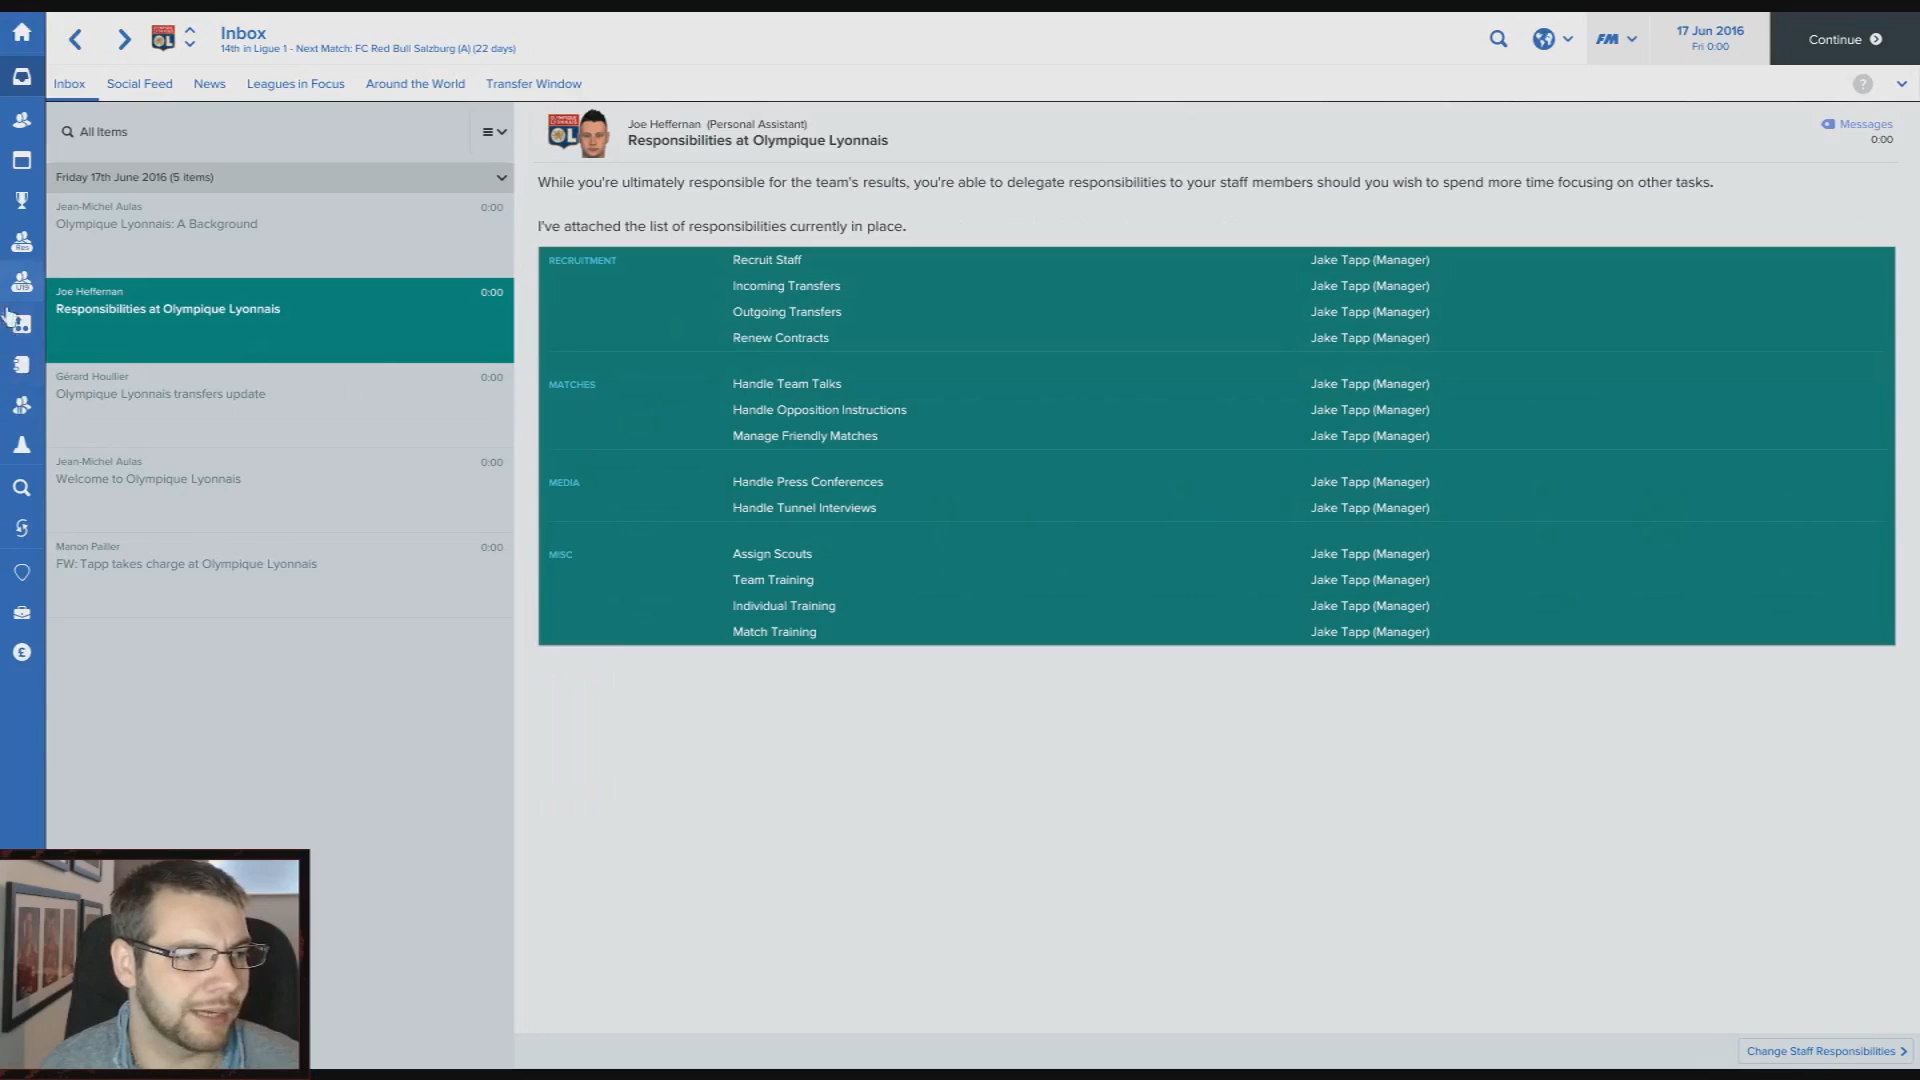 Inbox
14th in Ligue 1 - Next Match: FC Red Bull Salzburg (A) (22 days)
FM
17 Jun 2016
Fri 0:00
Continue
Inbox
Social Feed
News
Leagues in Focus
Around the World
Transfer Window
?
All Items
Friday 17th June 2016 (5 items)
Jean-Michel Aulas 0:00
Olympique Lyonnais: A Background
Joe Heffernan 0:00
Responsibilities at Olympique Lyonnais
Gérard Houllier 0:00
Olympique Lyonnais transfers update
Jean-Michel Aulas 0:00
Welcome to Olympique Lyonnais
Manon Pailler 0:00
FW: Tapp takes charge at Olympique Lyonnais
Res
U19
£
OL
Joe Heffernan (Personal Assistant)
Responsibilities at Olympique Lyonnais
Messages
0:00
While you're ultimately responsible for the team's results, you're able to delegate responsibilities to your staff members should you wish to spend more time focusing on other tasks.
I've attached the list of responsibilities currently in place.
RECRUITMENT Recruit Staff Jake Tapp (Manager)
Incoming Transfers Jake Tapp (Manager)
Outgoing Transfers Jake Tapp (Manager)
Renew Contracts Jake Tapp (Manager)
MATCHES Handle Team Talks Jake Tapp (Manager)
Handle Opposition Instructions Jake Tapp (Manager)
Manage Friendly Matches Jake Tapp (Manager)
MEDIA Handle Press Conferences Jake Tapp (Manager)
Handle Tunnel Interviews Jake Tapp (Manager)
MISC Assign Scouts Jake Tapp (Manager)
Team Training Jake Tapp (Manager)
Individual Training Jake Tapp (Manager)
Match Training Jake Tapp (Manager)
Change Staff Responsibilities